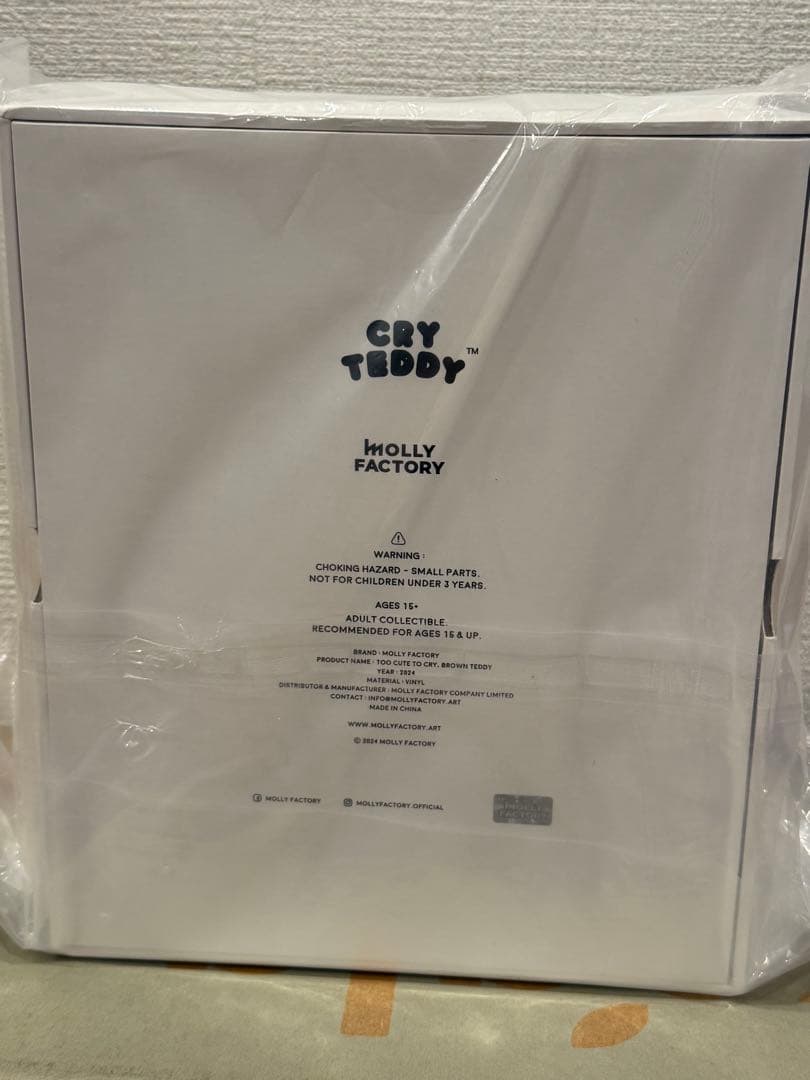 CRY
TEDDY™
MOLLY
FACTORY
WARNING :
CHOKING HAZARD - SMALL PARTS.
NOT FOR CHILDREN UNDER 3 YEARS.
AGES 15+
ADULT COLLECTIBLE.
RECOMMENDED FOR AGES 15 & UP.
BRAND : MOLLY FACTORY
PRODUCT NAME : TOO CUTE TO CRY. BROWN TEDDY
YEAR : 2024
MATERIAL : VINYL
DISTRIBUTOR & MANUFACTURER : MOLLY FACTORY COMPANY LIMITED
CONTACT : INFO@MOLLYFACTORY.ART
MADE IN CHINA
WWW.MOLLYFACTORY.ART
© 2024 MOLLY FACTORY
MOLLY FACTORY MOLLYFACTORY.OFFICIAL
MOLLY
FACTORY